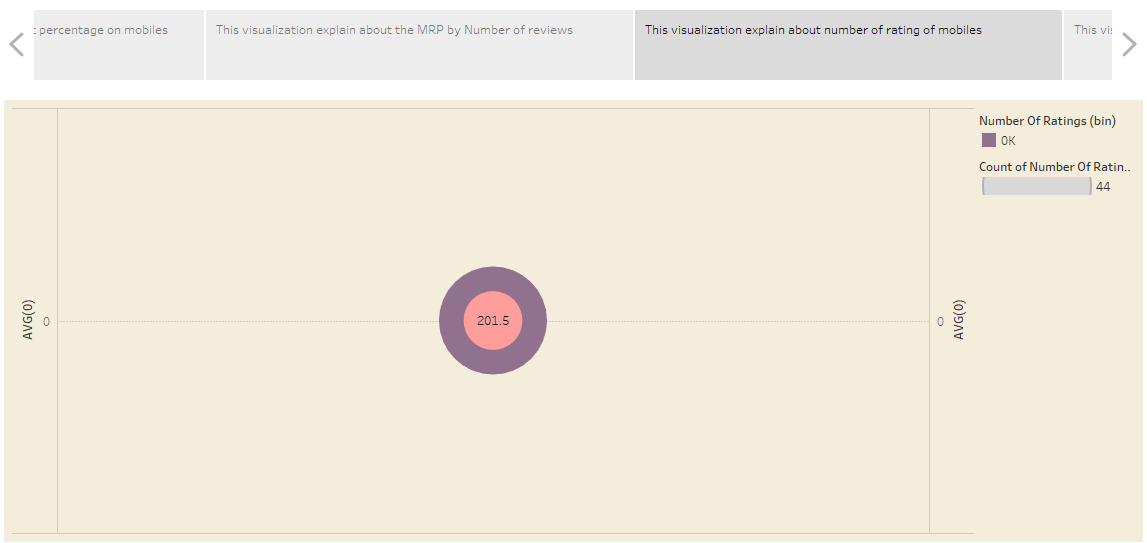 percentage on mobiles
This visualization explain about the MRP by Number of reviews
This visualization explain about number of rating of mobiles
This
Number Of Ratings (bin)
0K
Count of Number Of Ratin..
44
AVG(0)
0
201.5
0
AVG(0)